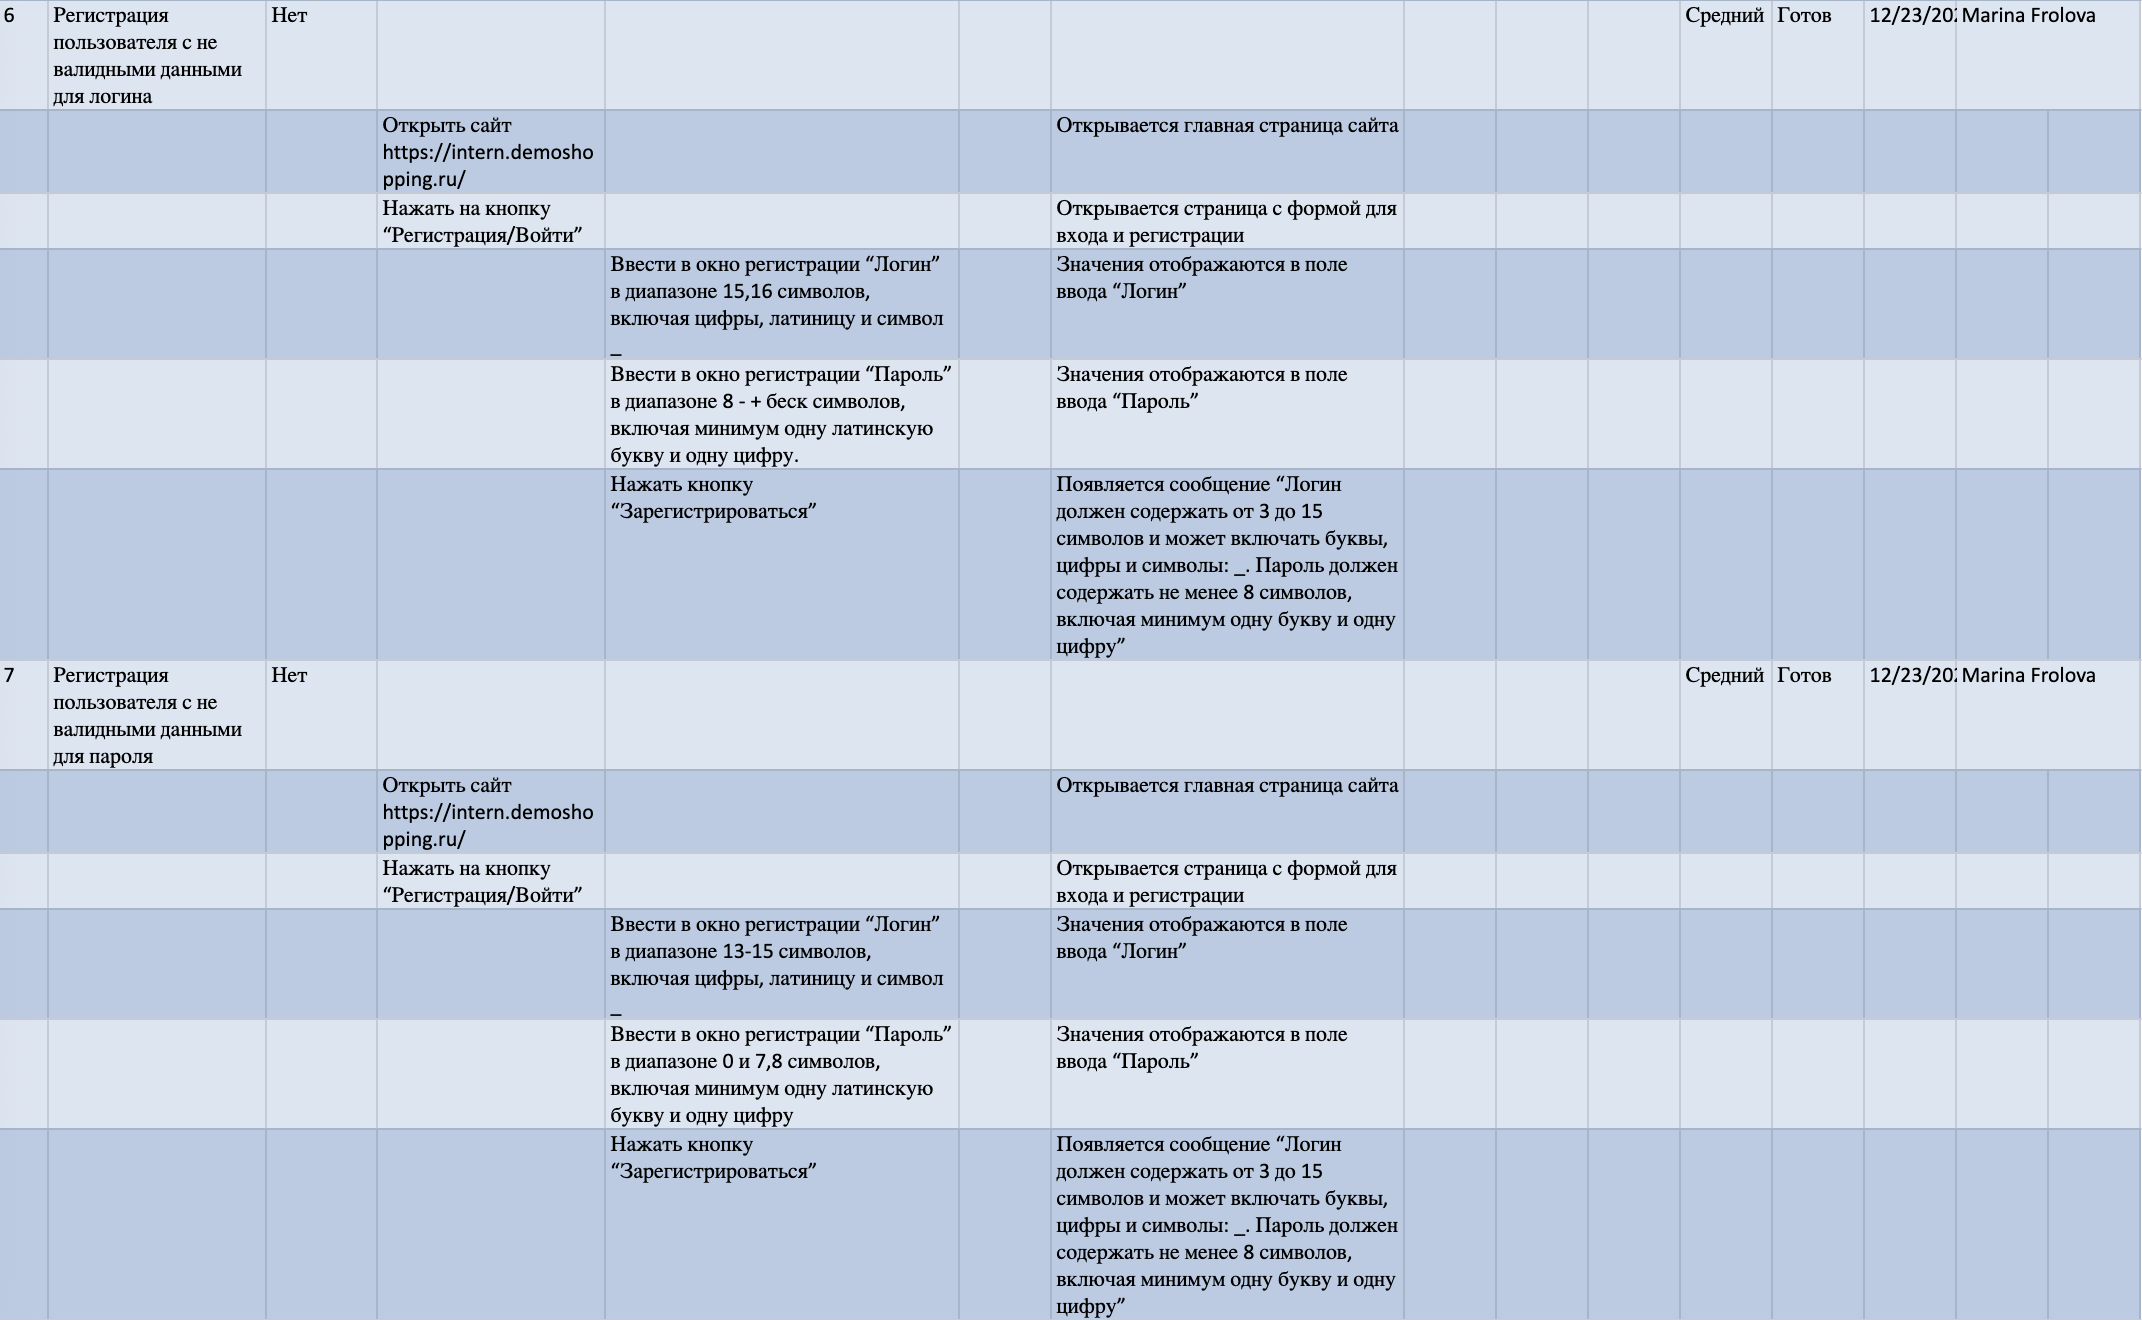 6 Регистрация Нет Средний Готов 12/23/202 Marina Frolova
пользователя с не
валидными данными
для логина
Открыть сайт Открывается главная страница сайта
https://intern.demosho
pping.ru/
Нажать на кнопку Открывается страница с формой для
“Регистрация/Войти” входа и регистрации
Ввести в окно регистрации “Логин” Значения отображаются в поле
в диапазоне 15,16 символов, ввода “Логин”
включая цифры, латиницу и символ
_
Ввести в окно регистрации “Пароль” Значения отображаются в поле
в диапазоне 8 - + беск символов, ввода “Пароль”
включая минимум одну латинскую
букву и одну цифру.
Нажать кнопку Появляется сообщение “Логин
“Зарегистрироваться” должен содержать от 3 до 15
символов и может включать буквы,
цифры и символы: _. Пароль должен
содержать не менее 8 символов,
включая минимум одну букву и одну
цифру”
7 Регистрация Нет Средний Готов 12/23/202 Marina Frolova
пользователя с не
валидными данными
для пароля
Открыть сайт Открывается главная страница сайта
https://intern.demosho
pping.ru/
Нажать на кнопку Открывается страница с формой для
“Регистрация/Войти” входа и регистрации
Ввести в окно регистрации “Логин” Значения отображаются в поле
в диапазоне 13-15 символов, ввода “Логин”
включая цифры, латиницу и символ
_
Ввести в окно регистрации “Пароль” Значения отображаются в поле
в диапазоне 0 и 7,8 символов, ввода “Пароль”
включая минимум одну латинскую
букву и одну цифру
Нажать кнопку Появляется сообщение “Логин
“Зарегистрироваться” должен содержать от 3 до 15
символов и может включать буквы,
цифры и символы: _. Пароль должен
содержать не менее 8 символов,
включая минимум одну букву и одну
цифру”